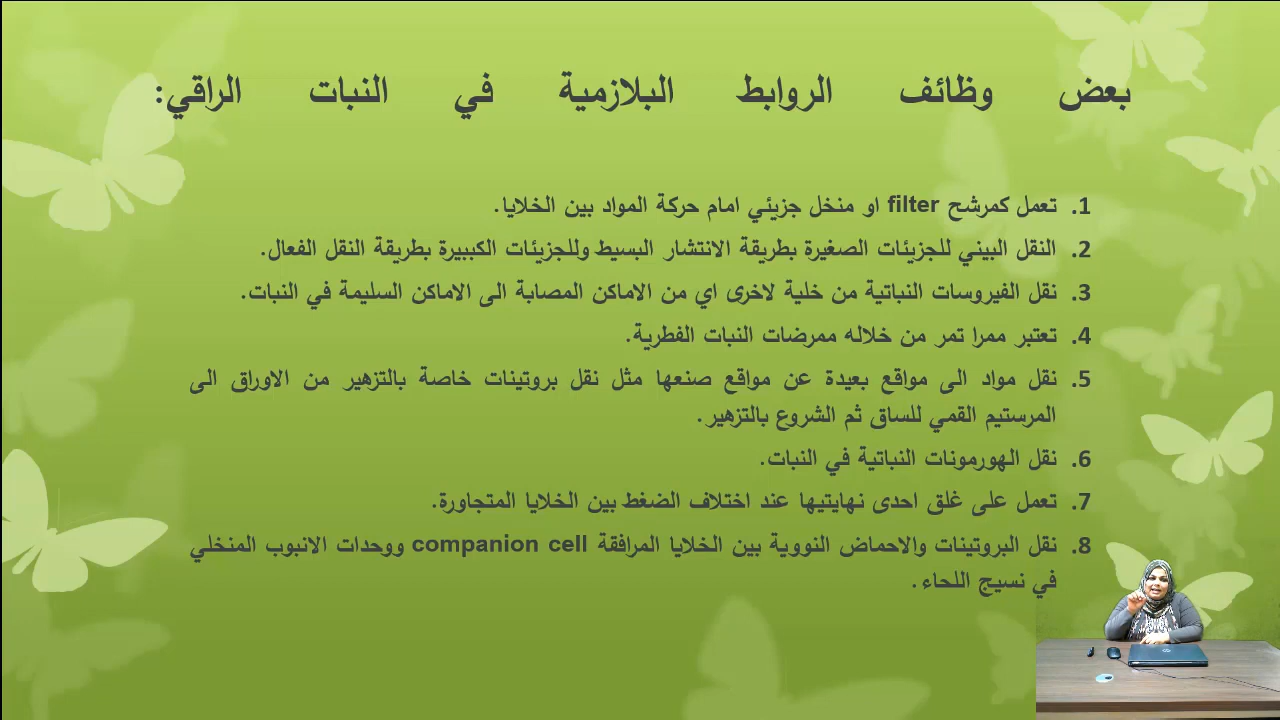 بعض وظائف الروابط البلازمية في النبات الراقي:
1. تعمل كمرشح filter او منخل جزيئي امام حركة المواد بين الخلايا.
2. النقل البيني للجزيئات الصغيرة بطريقة الانتشار البسيط وللجزيئات الكببيرة بطريقة النقل الفعال.
3. نقل الفيروسات النباتية من خلية لاخرى اي من الاماكن المصابة الى الاماكن السليمة في النبات.
4. تعتبر ممرا تمر من خلاله ممرضات النبات الفطرية.
5. نقل مواد الى مواقع بعيدة عن مواقع صنعها مثل نقل بروتينات خاصة بالتزهير من الاوراق الى
المرستيم القمي للساق ثم الشروع بالتزهير.
6. نقل الهورمونات النباتية في النبات.
7. تعمل على غلق احدى نهايتيها عند اختلاف الضغط بين الخلايا المتجاورة.
8. نقل البروتينات والاحماض النووية بين الخلايا المرافقة companion cell ووحدات الانبوب المنخلي
في نسيج اللحاء.